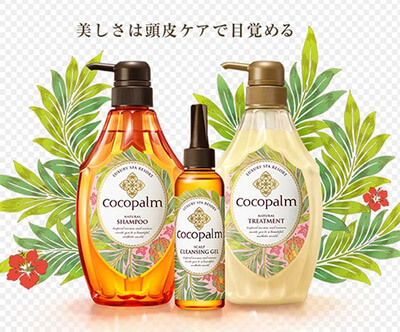 美しさは頭皮ケアで目覚める
LUXURY SPA RESORT
Cocopalm
NATURAL
SHAMPOO
LUXURY SPA RESORT
Cocopalm
SCALP
CLEANSING GEL
LUXURY SPA RESORT
Cocopalm
NATURAL
TREATMENT